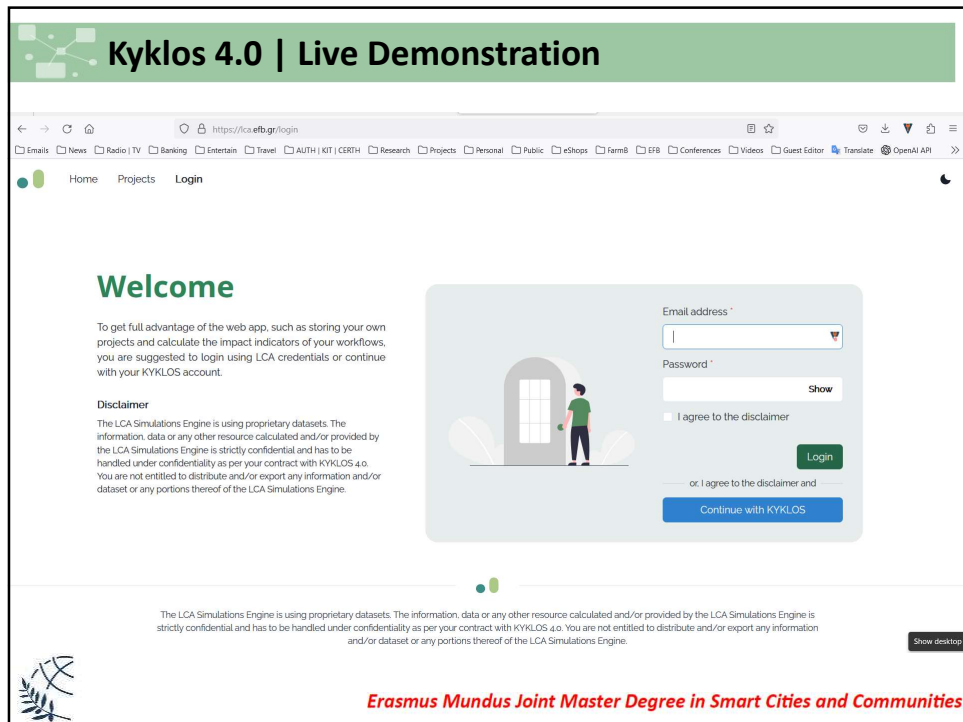 Kyklos 4.0 | Live Demonstration
https://lca.efb.gr/login
Emails News Radio | TV Banking Entertain Travel AUTH | KIT | CERTH Research Projects Personal Public eShops FarmB EFB Conferences Videos Guest Editor Translate OpenAI API >>
Home Projects Login
Welcome
To get full advantage of the web app, such as storing your own
projects and calculate the impact indicators of your workflows,
you are suggested to login using LCA credentials or continue
with your KYKLOS account.
Disclaimer
The LCA Simulations Engine is using proprietary datasets. The
information, data or any other resource calculated and/or provided by
the LCA Simulations Engine is strictly confidential and has to be
handled under confidentiality as per your contract with KYKLOS 4.0.
You are not entitled to distribute and/or export any information and/or
dataset or any portions thereof of the LCA Simulations Engine.
Email address *
Password *
Show
I agree to the disclaimer
Login
or, I agree to the disclaimer and
Continue with KYKLOS
The LCA Simulations Engine is using proprietary datasets. The information, data or any other resource calculated and/or provided by the LCA Simulations Engine is
strictly confidential and has to be handled under confidentiality as per your contract with KYKLOS 4.0. You are not entitled to distribute and/or export any information
and/or dataset or any portions thereof of the LCA Simulations Engine.
Show desktop
Erasmus Mundus Joint Master Degree in Smart Cities and Communities